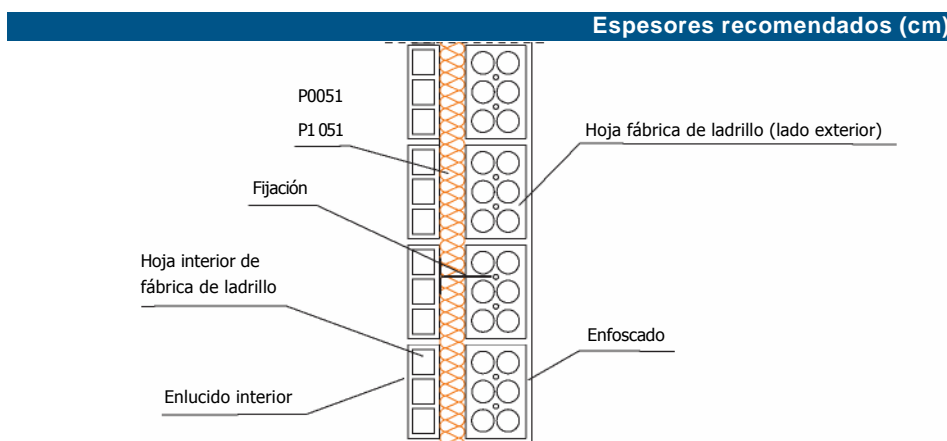 Espesores recomendados (cm)
P0051
P1 051
Hoja fábrica de ladrillo (lado exterior)
Fijación
Hoja interior de
fábrica de ladrillo
Enfoscado
Enlucido interior